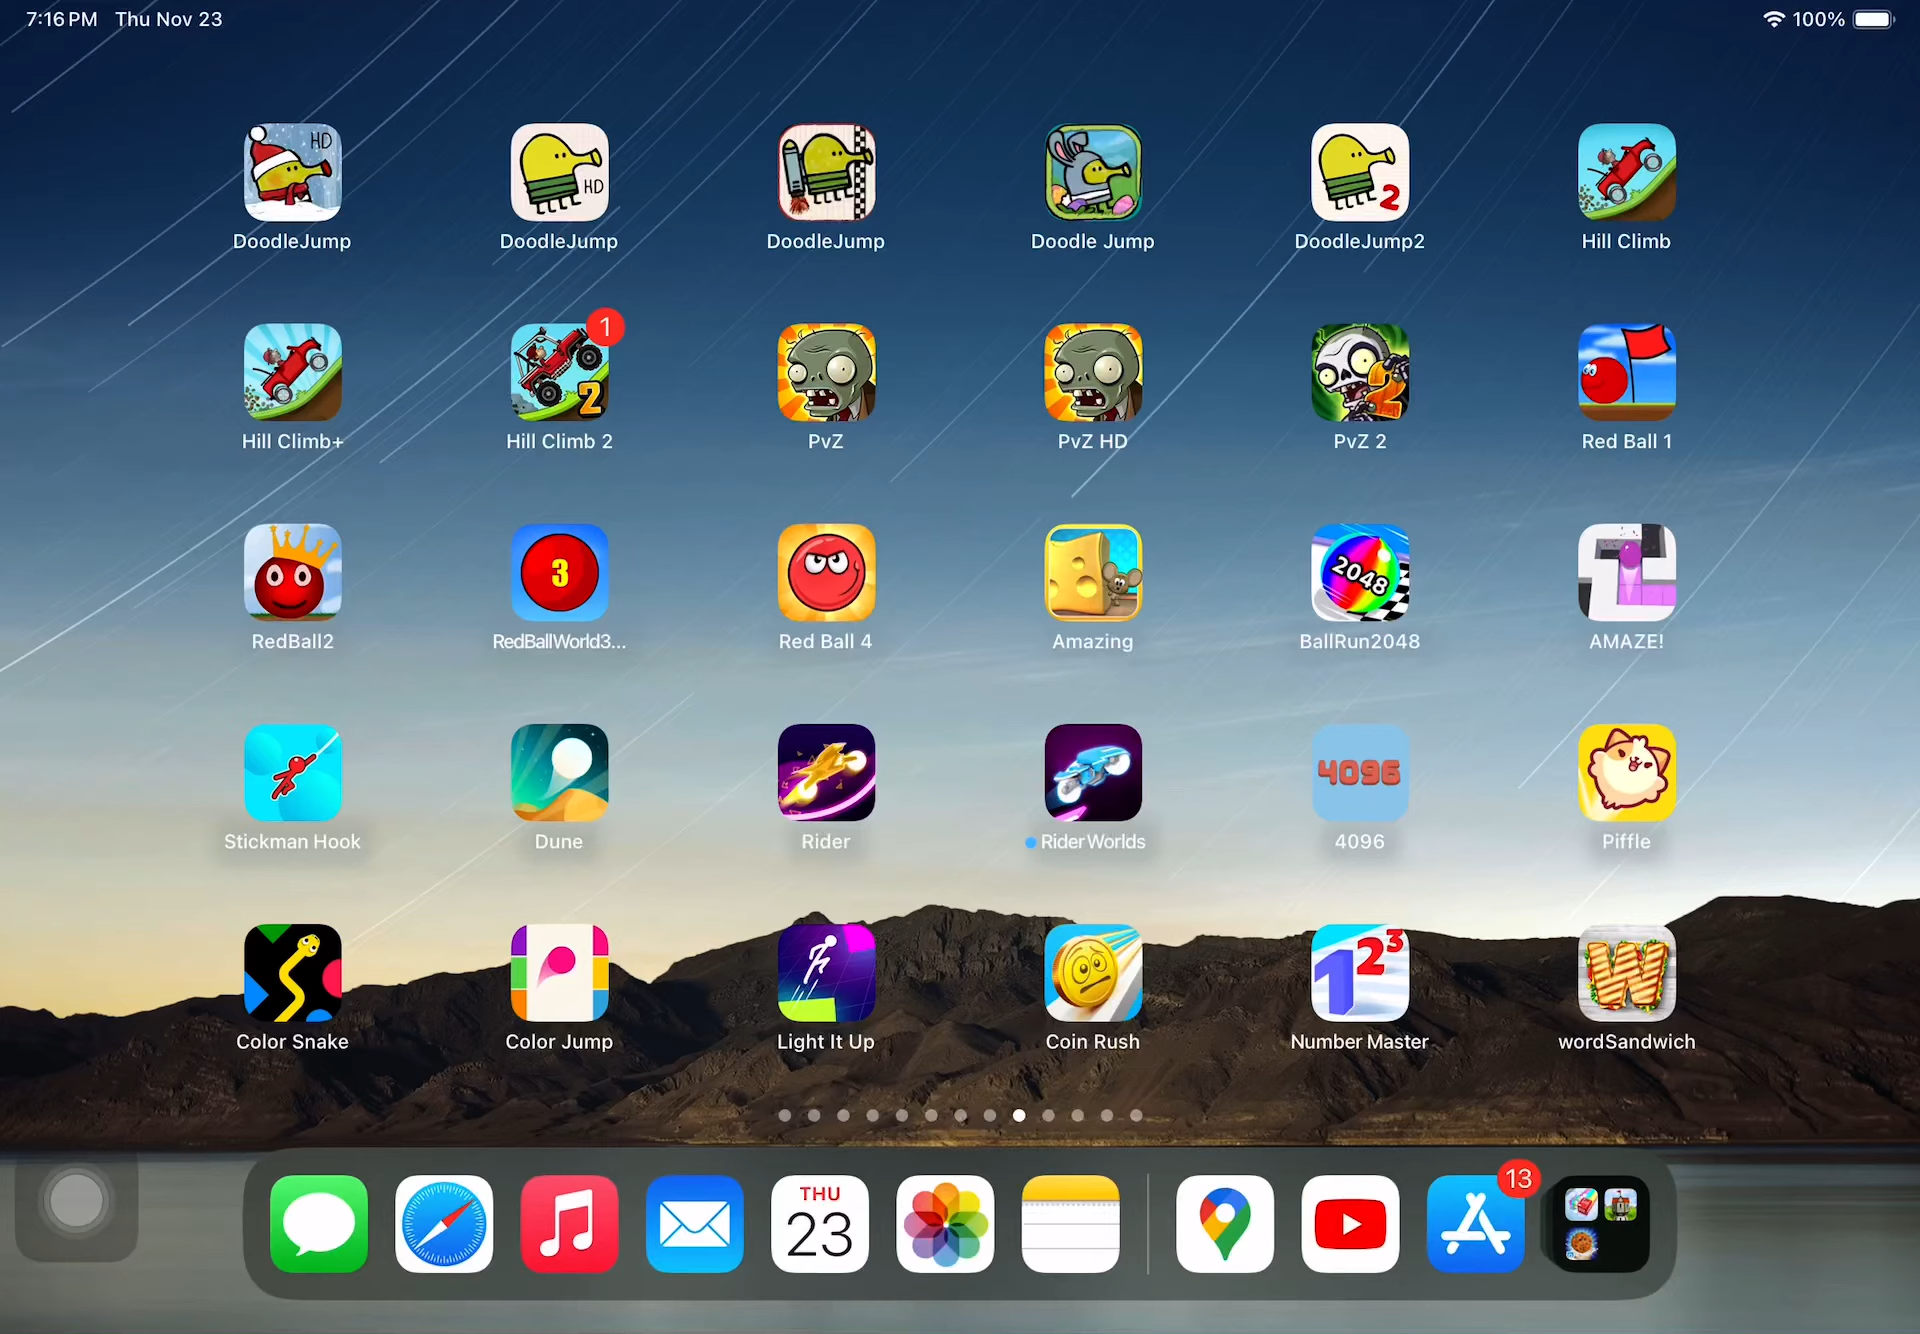 7:16 PM Thu Nov 23
100%
HD
HD
2
DoodleJump
DoodleJump
DoodleJump
Doodle Jump
DoodleJump2
Hill Climb
1
2
2
Hill Climb+
Hill Climb 2
PvZ
PvZ HD
PvZ 2
Red Ball 1
3
2048
RedBall2
RedBallWorld3...
Red Ball 4
Amazing
BallRun2048
AMAZE!
4096
Stickman Hook
Dune
Rider
Rider Worlds
4096
Piffle
1 2 3
W
Color Snake
Color Jump
Light It Up
Coin Rush
Number Master
wordSandwich
THU
23
13